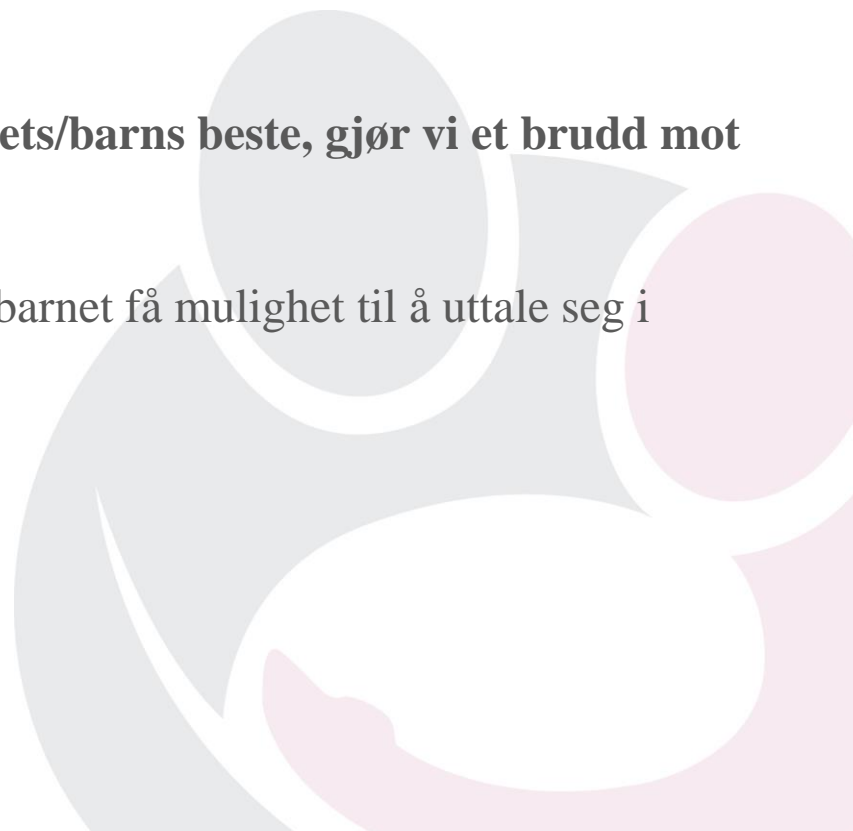 ets/barns beste, gjør vi et brudd mot
barnet få mulighet til å uttale seg i